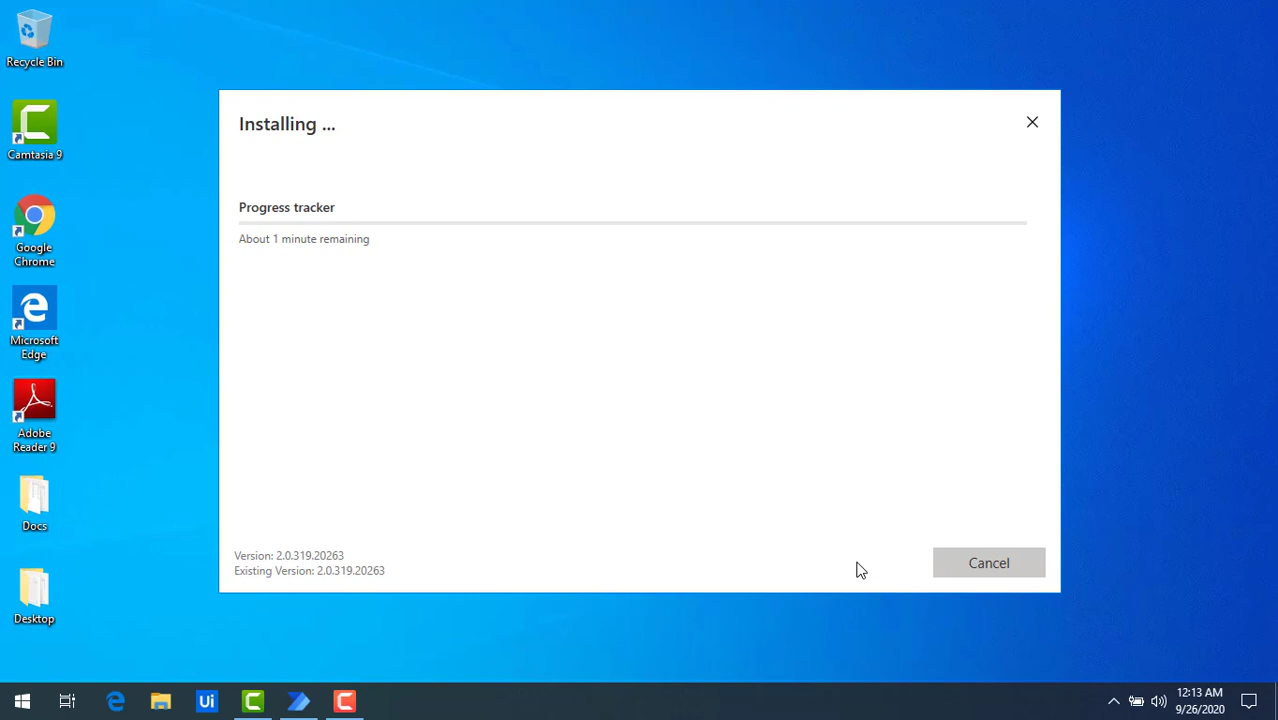 Recycle Bin
Camtasia 9
Google
Chrome
Microsoft
Edge
Adobe
Reader 9
Docs
Desktop
Installing ...
Progress tracker
About 1 minute remaining
Version: 2.0.319.20263
Existing Version: 2.0.319.20263
Cancel
Ui
12:13 AM
9/26/2020